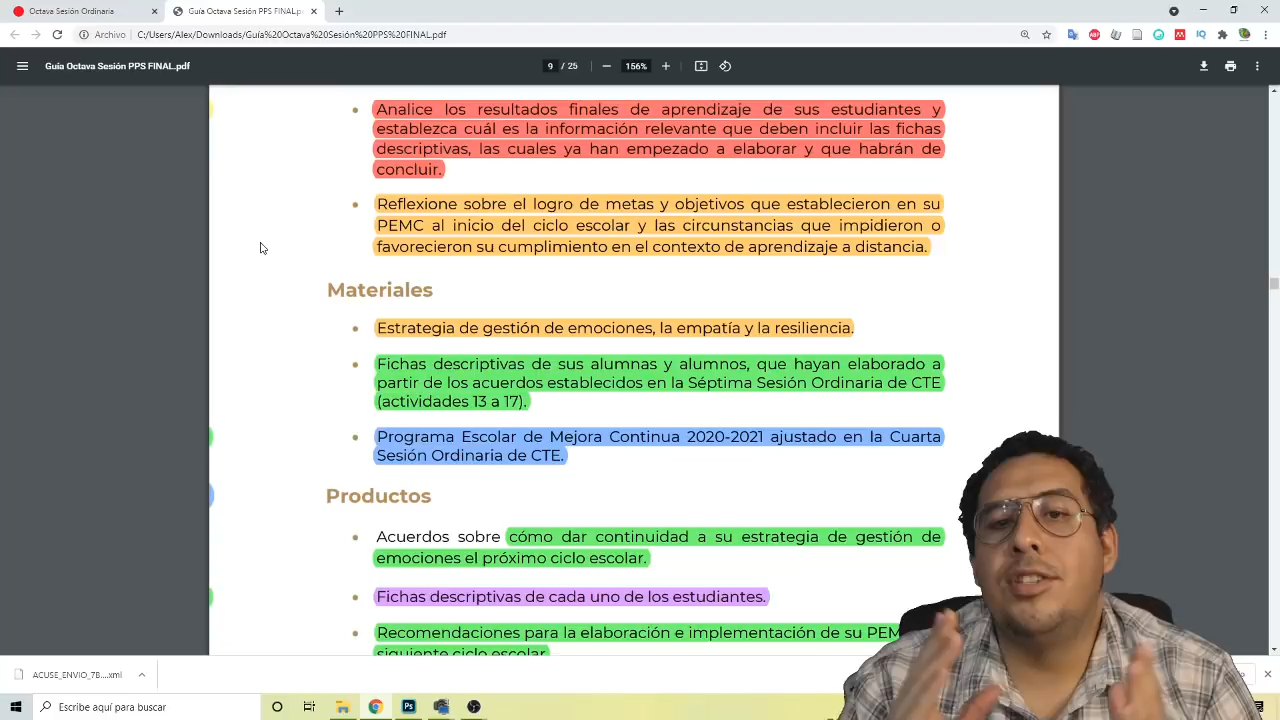 Octava Sesión Ordinaria
Guía Octava Sesión PPS FINAL.p
Archivo
C:/Users/Alex/Downloads/Guía%20Octava%20Sesión%20PPS%20FINAL.pdf
Guía Octava Sesión PPS FINAL.pdf
9 / 25
156%
Analice los resultados finales de aprendizaje de sus estudiantes y
establezca cuál es la información relevante que deben incluir las fichas
descriptivas, las cuales ya han empezado a elaborar y que habrán de
concluir.
Reflexione sobre el logro de metas y objetivos que establecieron en su
PEMC al inicio del ciclo escolar y las circunstancias que impidieron o
favorecieron su cumplimiento en el contexto de aprendizaje a distancia.
Materiales
Estrategia de gestión de emociones, la empatía y la resiliencia.
Fichas descriptivas de sus alumnas y alumnos, que hayan elaborado a
partir de los acuerdos establecidos en la Séptima Sesión Ordinaria de CTE
(actividades 13 a 17).
Programa Escolar de Mejora Continua 2020-2021 ajustado en la Cuarta
Sesión Ordinaria de CTE.
Productos
Acuerdos sobre cómo dar continuidad a su estrategia de gestión de
emociones el próximo ciclo escolar.
Fichas descriptivas de cada uno de los estudiantes.
Recomendaciones para la elaboración e implementación de su PEM
siguiente ciclo escolar.
ACUSE_ENVIO_7B....xml
Escribe aquí para buscar
Ps